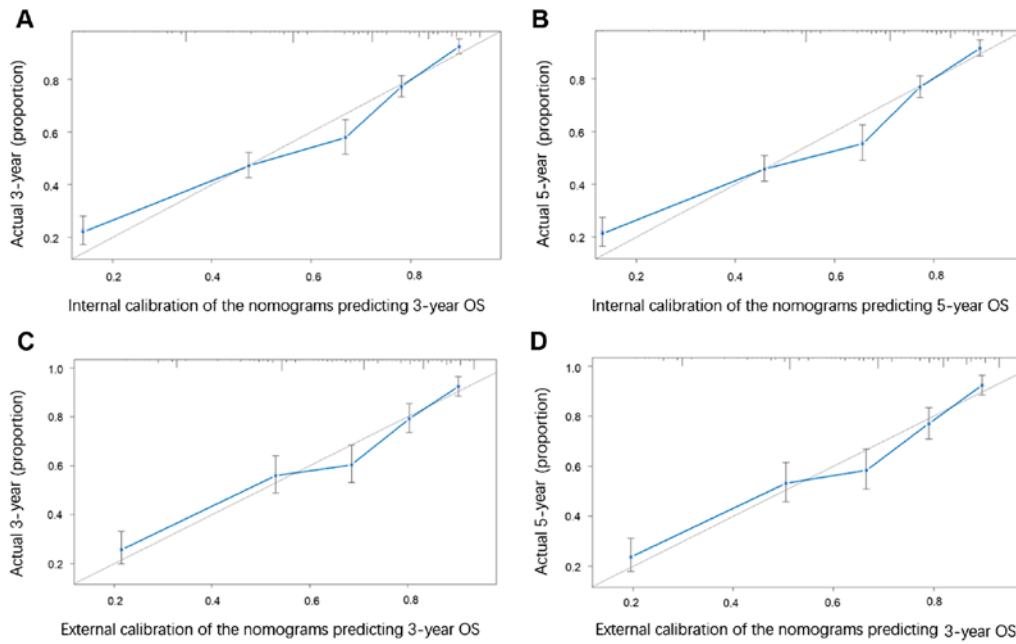 A
Actual 3-year (proportion)
0.8
0.6
0.4
0.2
0.2 0.4 0.6 0.8
Internal calibration of the nomograms predicting 3-year OS
B
Actual 5-year (proportion)
0.8
0.6
0.4
0.2
0.2 0.4 0.6 0.8
Internal calibration of the nomograms predicting 5-year OS
C
Actual 3-year (proportion)
1.0
0.8
0.6
0.4
0.2
0.2 0.4 0.6 0.8
External calibration of the nomograms predicting 3-year OS
D
Actual 5-year (proportion)
1.0
0.8
0.6
0.4
0.2
0.2 0.4 0.6 0.8
External calibration of the nomograms predicting 3-year OS